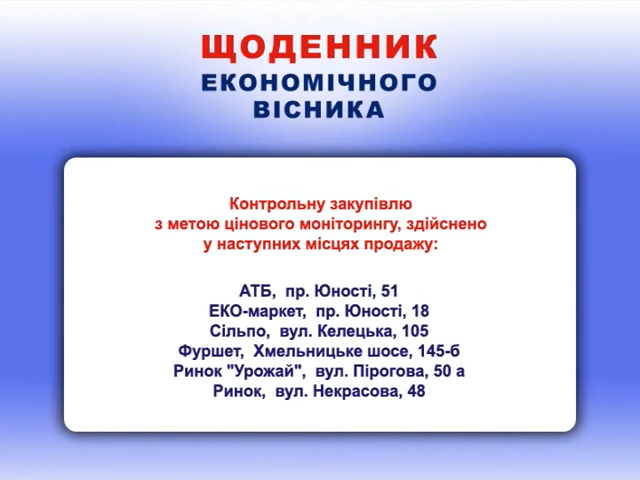 ЩОДЕННИК
ЕКОНОМІЧНОГО
ВІСНИКА
Контрольну закупівлю
з метою цінового моніторингу, здійснено
у наступних місцях продажу:
АТБ, пр. Юності, 51
ЕКО-маркет, пр. Юності, 18
Сільпо, вул. Келецька, 105
Фуршет, Хмельницьке шосе, 145-б
Ринок "Урожай", вул. Пірогова, 50 а
Ринок, вул. Некрасова, 48